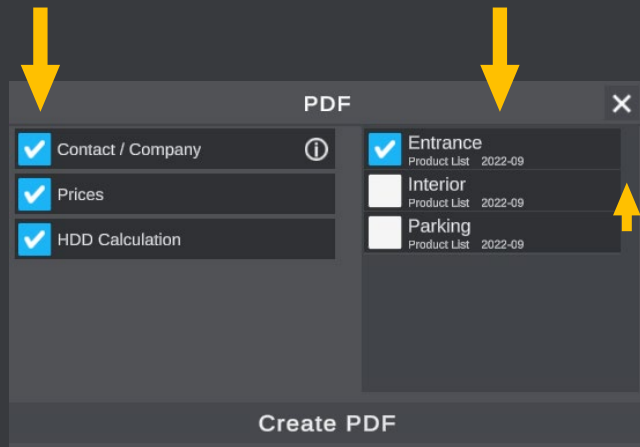 PDF
Contact / Company
Prices
HDD Calculation
Entrance
Product List 2022-09
Interior
Product List 2022-09
Parking
Product List 2022-09
Create PDF